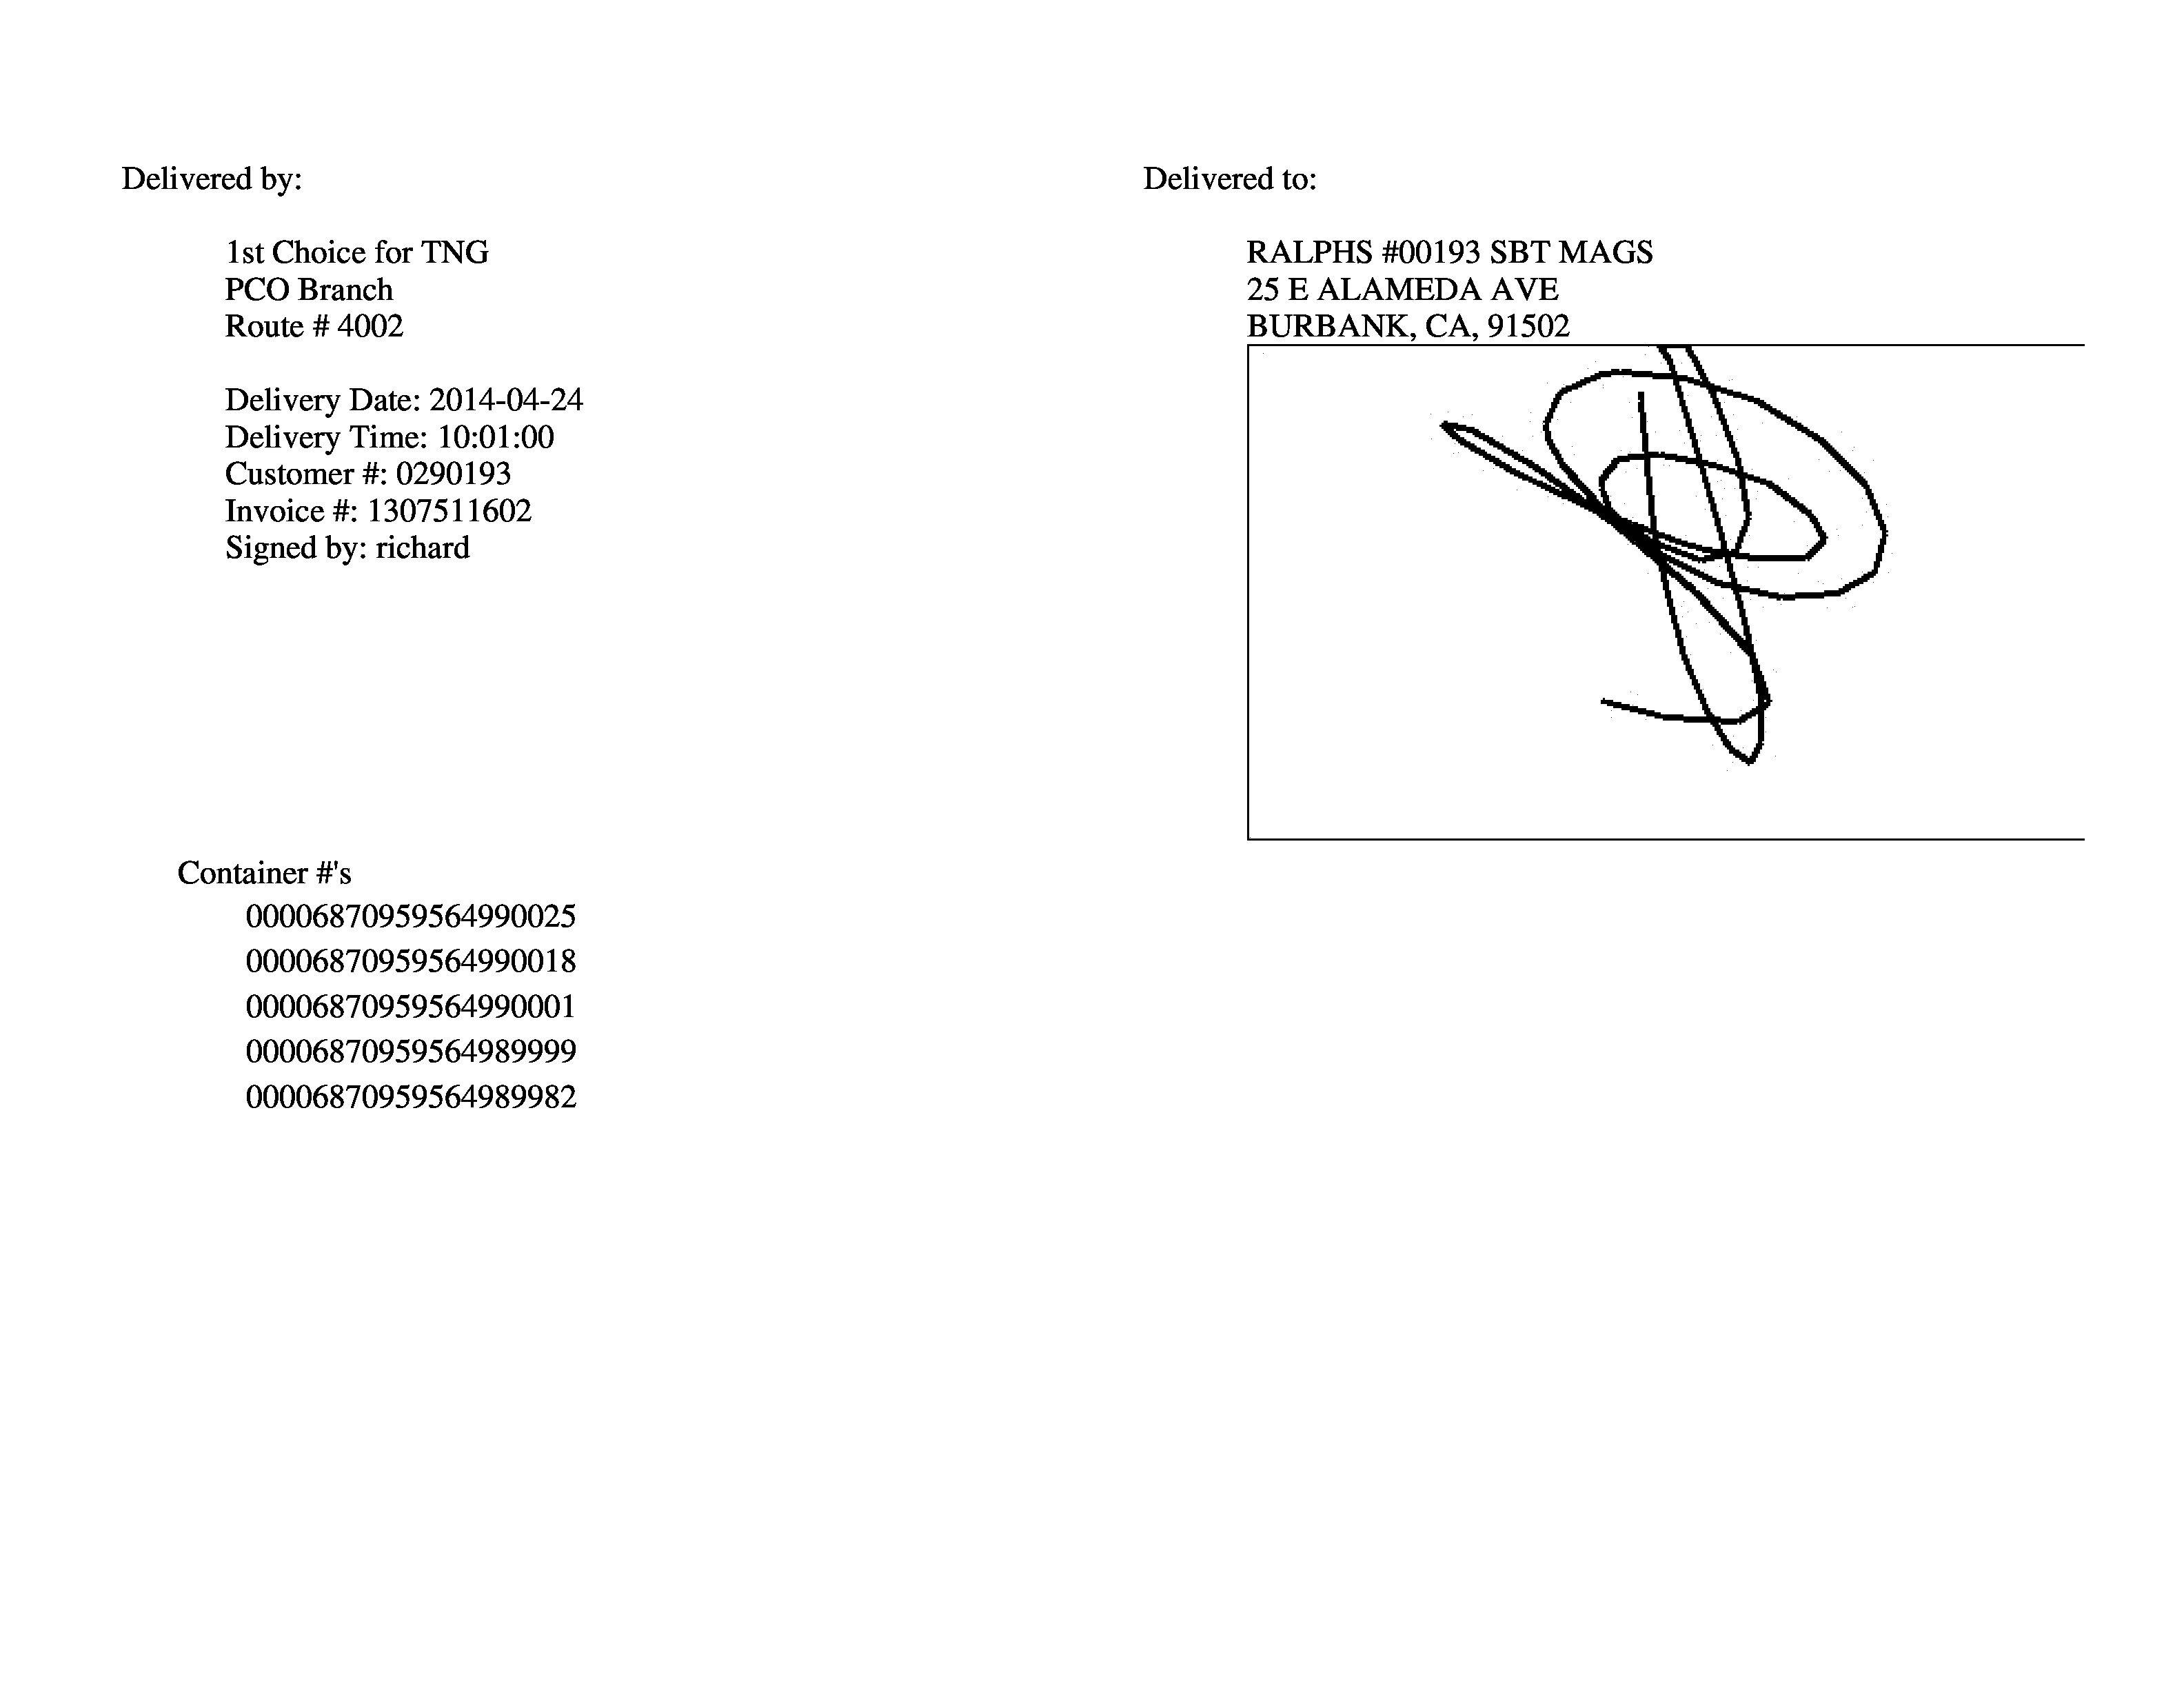 Delivered by:
1st Choice for TNG
PCO Branch
Route # 4002
Delivery Date: 2014-04-24
Delivery Time: 10:01:00
Customer #: 0290193
Invoice #: 1307511602
Signed by: richard
Delivered to:
RALPHS #00193 SBT MAGS
25 E ALAMEDA AVE
BURBANK, CA, 91502
Container #'s
00006870959564990025
00006870959564990018
00006870959564990001
00006870959564989999
00006870959564989982